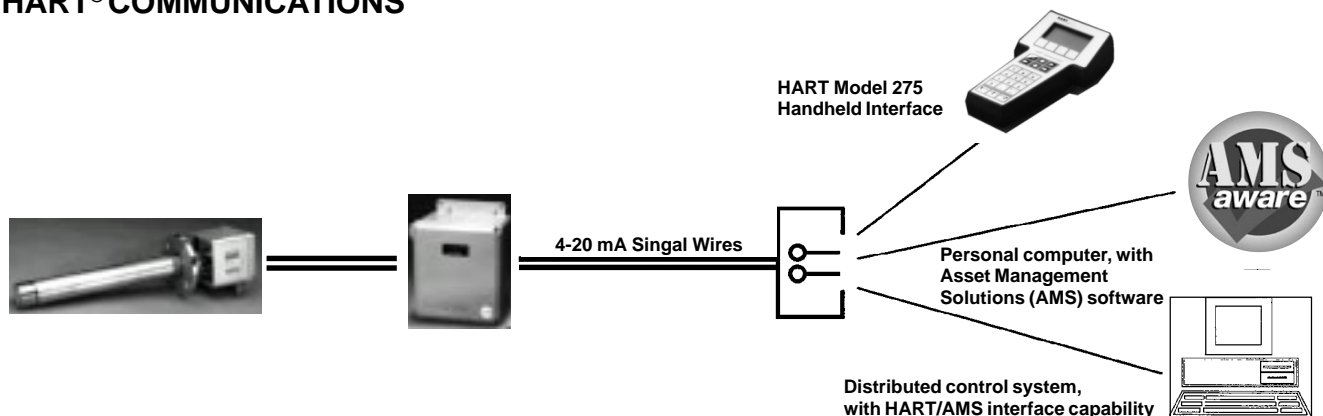 HART® COMMUNICATIONS
HART Model 275
Handheld Interface
AMS
aware™
4-20 mA Singal Wires
Personal computer, with
Asset Management
Solutions (AMS) software
Distributed control system,
with HART/AMS interface capability